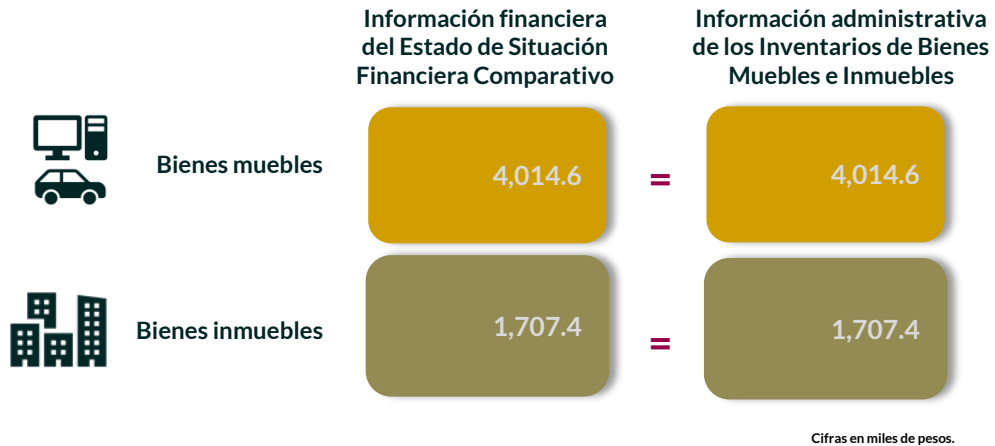 Información financiera
del Estado de Situación
Financiera Comparativo
Información administrativa
de los Inventarios de Bienes
Muebles e Inmuebles
Bienes muebles
4,014.6
=
4,014.6
Bienes inmuebles
1,707.4
=
1,707.4
Cifras en miles de pesos.